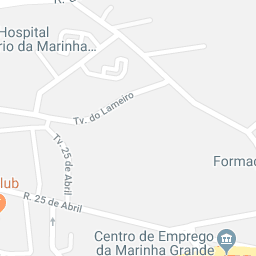 R.
Hospital
rio da Marinha...
Tv. do Lameiro
Tv. 25 de Abril
Formac
lub
R. 25 de Abril
Centro de Emprego
da Marinha Grande